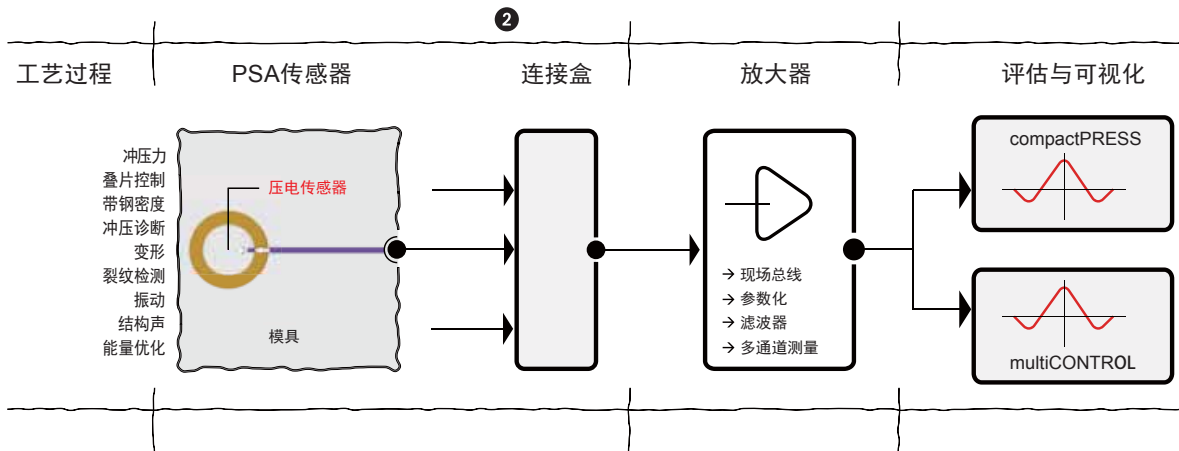 2
工艺过程
PSA传感器
连接盒
放大器
评估与可视化
冲压力
叠片控制
带钢密度
冲压诊断
变形
裂纹检测
振动
结构声
能量优化
压电传感器
模具
→ 现场总线
→ 参数化
→ 滤波器
→ 多通道测量
compactPRESS
multiCONTROL